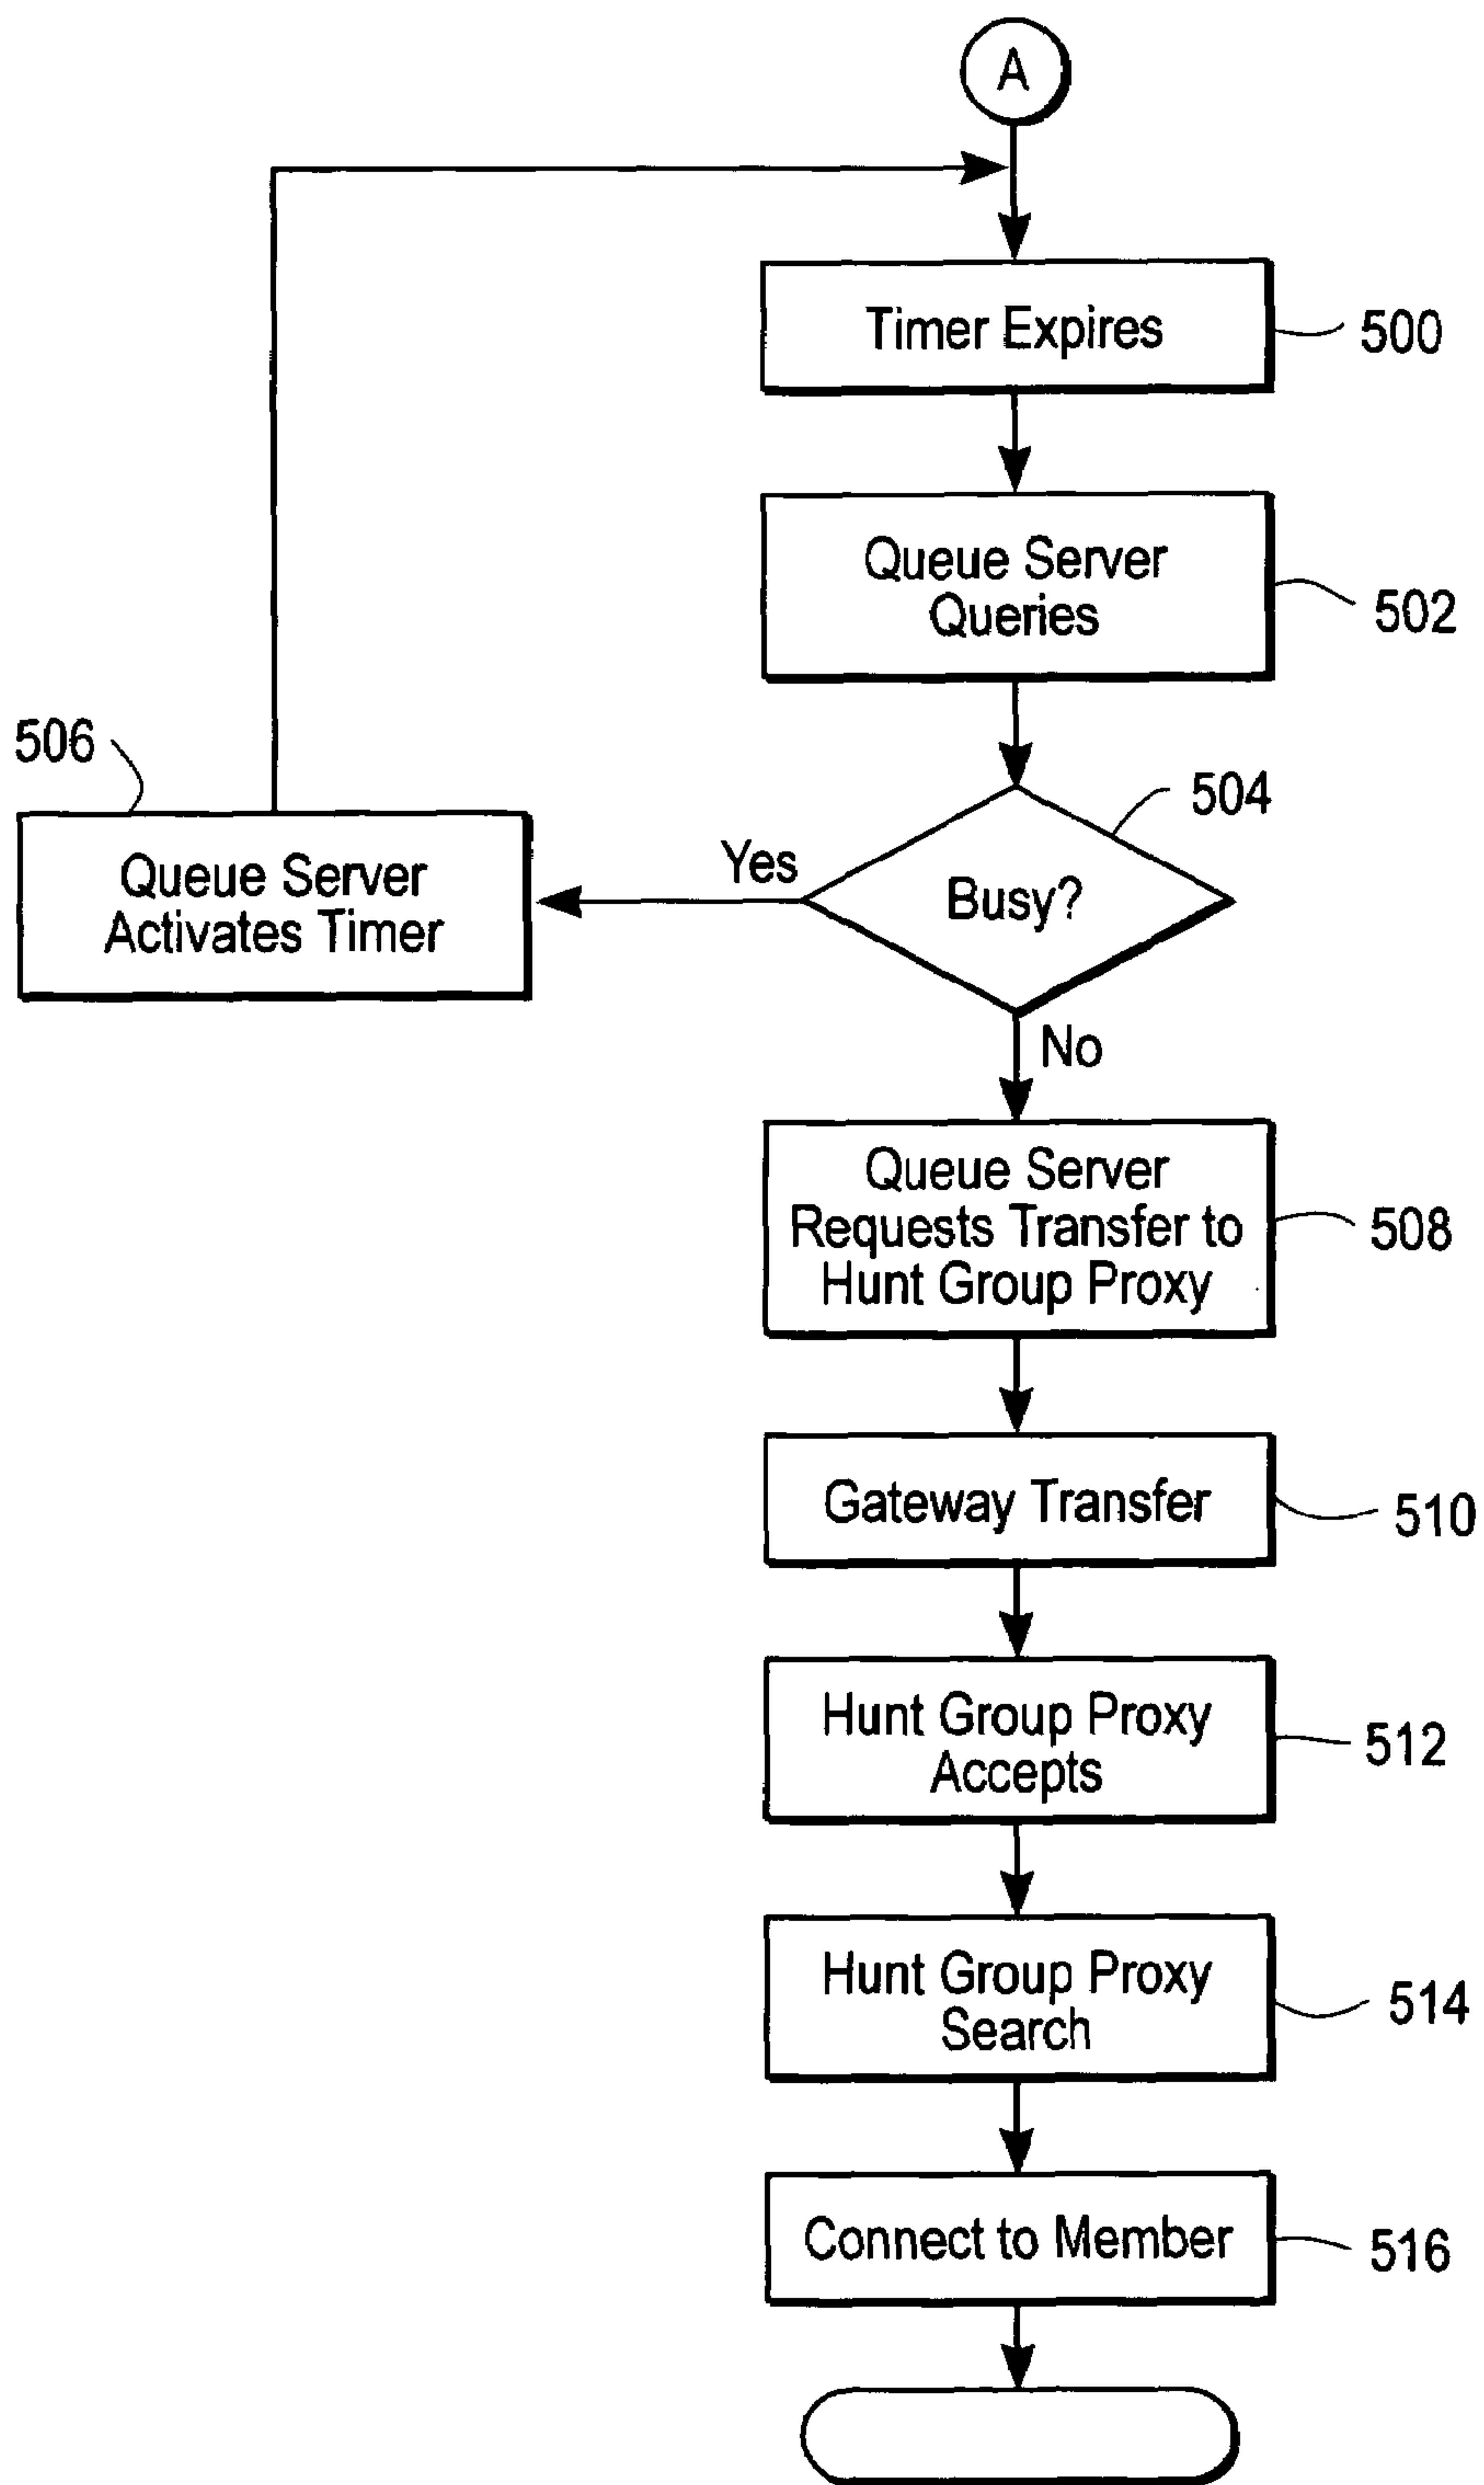 A
Timer Expires
500
Queue Server
Queries
502
506
504
Queue Server
Activates Timer
Yes
Busy?
No
Queue Server
Requests Transfer to
Hunt Group Proxy
508
Gateway Transfer
510
Hunt Group Proxy
Accepts
512
Hunt Group Proxy
Search
514
Connect to Member
516